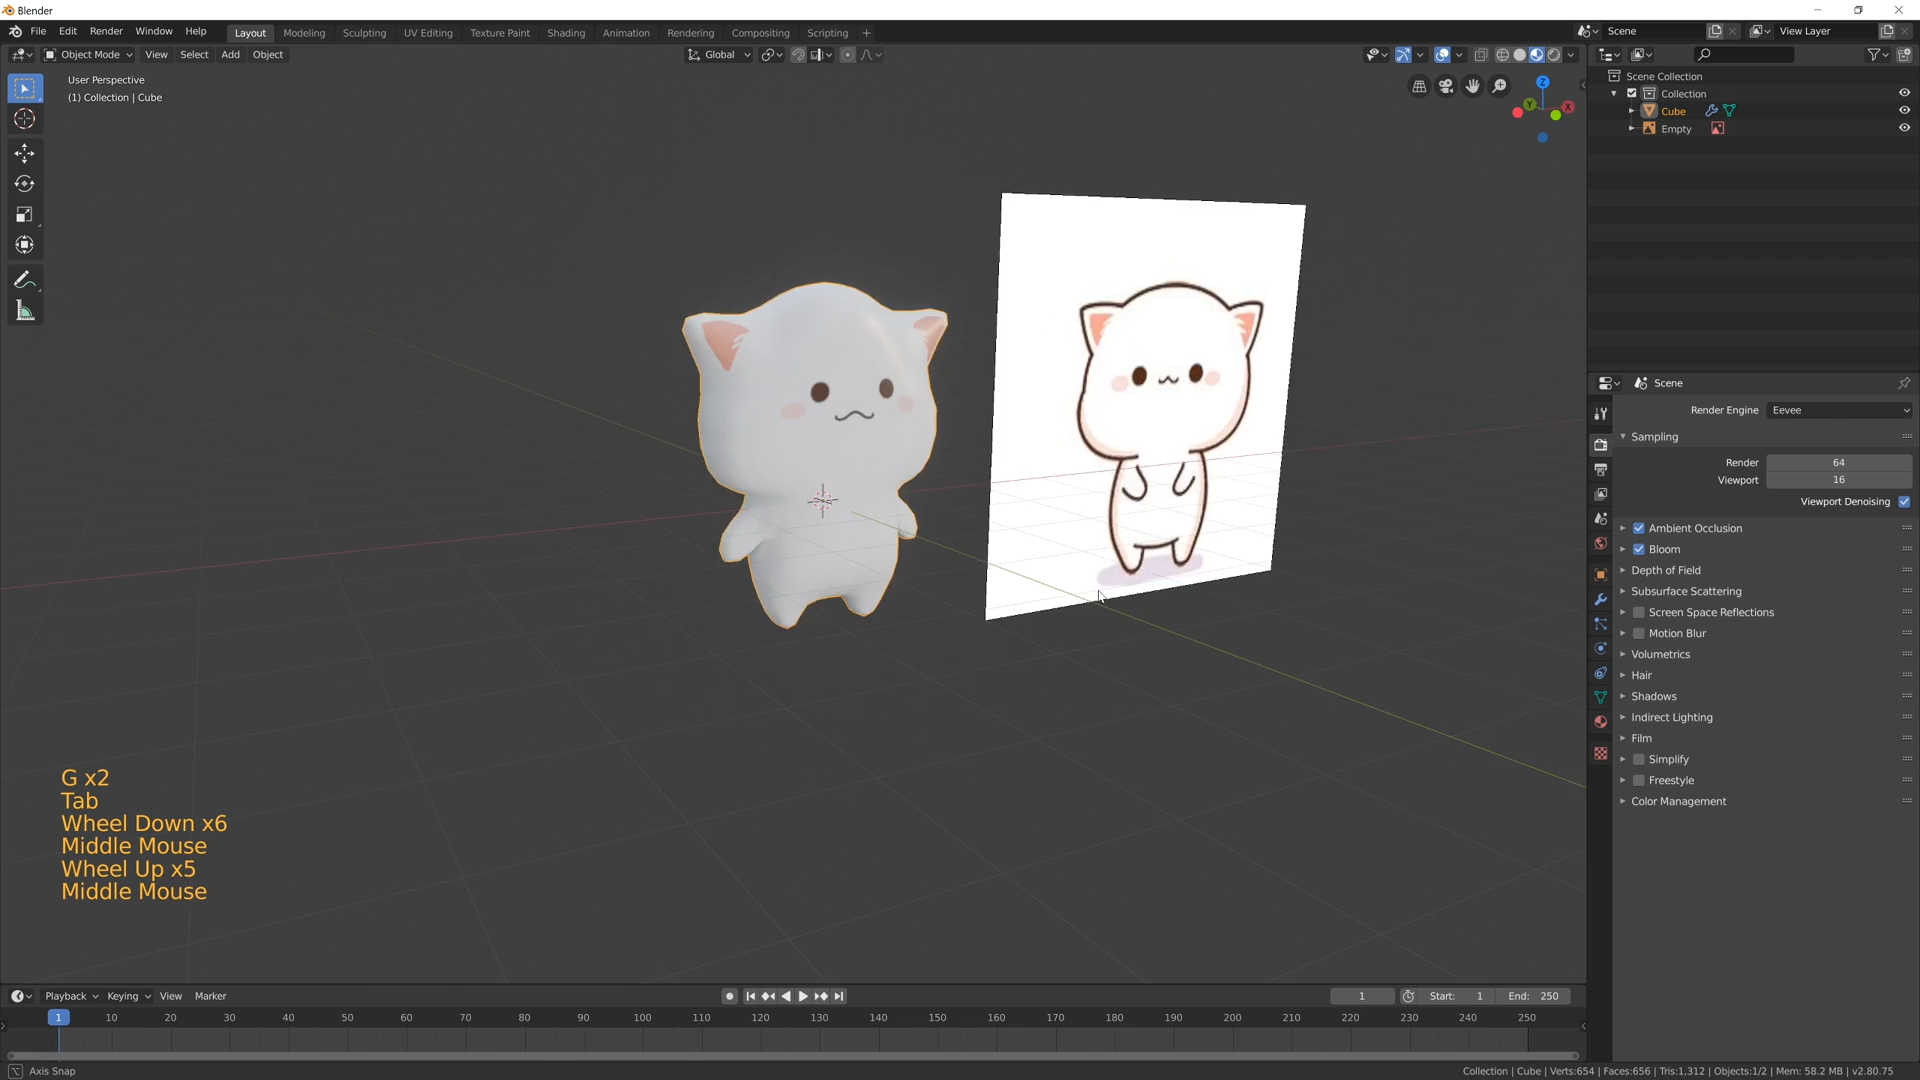 Blender
File Edit Render Window Help Layout Modeling Sculpting UV Editing Texture Paint Shading Animation Rendering Compositing Scripting + Scene View Layer
Object Mode View Select Add Object Global
User Perspective
(1) Collection | Cube
Z
Y
X
Scene Collection
Collection
Cube
Empty
Scene
Render Engine Eevee
Sampling
Render 64
Viewport 16
Viewport Denoising
Ambient Occlusion
Bloom
Depth of Field
Subsurface Scattering
Screen Space Reflections
Motion Blur
Volumetrics
Hair
Shadows
Indirect Lighting
Film
Simplify
Freestyle
Color Management
G x2
Tab
Wheel Down x6
Middle Mouse
Wheel Up x5
Middle Mouse
Playback Keying View Marker 1 Start: 1 End: 250
1 10 20 30 40 50 60 70 80 90 100 110 120 130 140 150 160 170 180 190 200 210 220 230 240 250
Axis Snap
Collection | Cube | Verts:654 | Faces:656 | Tris:1,312 | Objects:1/2 | Mem: 58.2 MB | v2.80.75